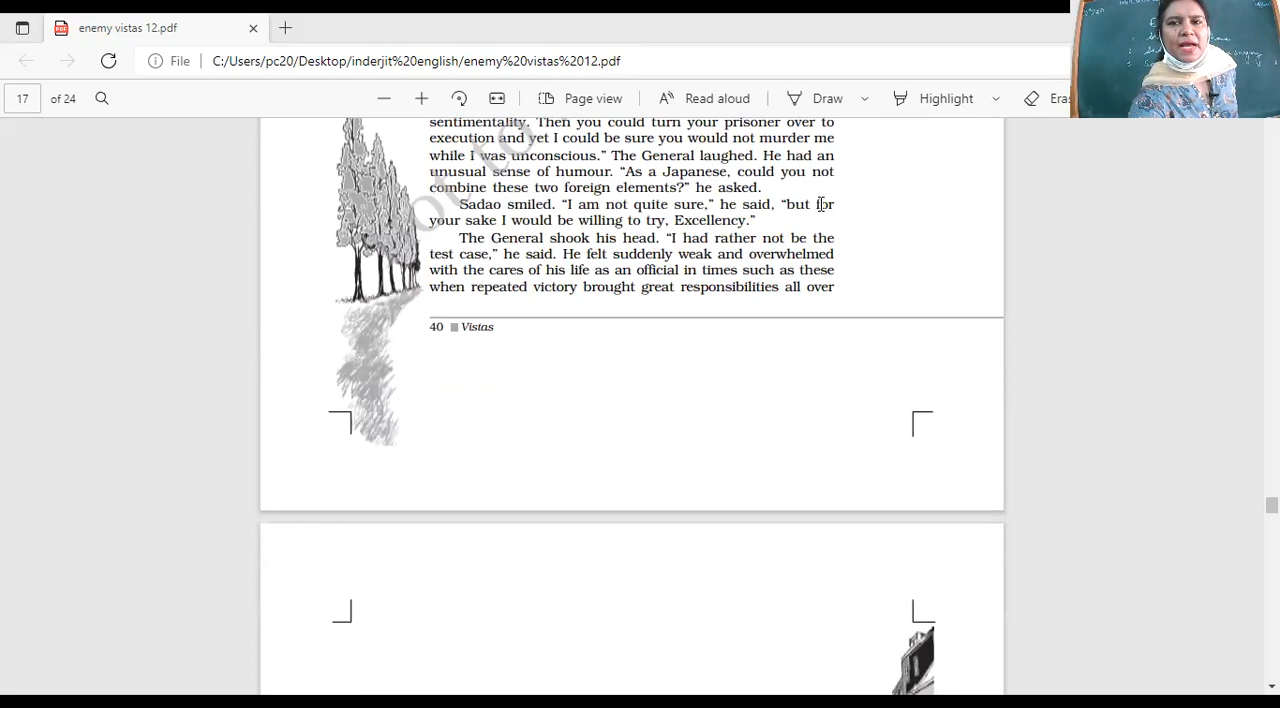 enemy vistas 12.pdf
File
C:/Users/pc20/Desktop/inderjit%20english/enemy%20vistas%2012.pdf
17 of 24
Page view
Read aloud
Draw
Highlight
Eras
sentimentality. Then you could turn your prisoner over to
execution and yet I could be sure you would not murder me
while I was unconscious.” The General laughed. He had an
unusual sense of humour. “As a Japanese, could you not
combine these two foreign elements?” he asked.
Sadao smiled. “I am not quite sure,” he said, “but for
your sake I would be willing to try, Excellency.”
The General shook his head. “I had rather not be the
test case,” he said. He felt suddenly weak and overwhelmed
with the cares of his life as an official in times such as these
when repeated victory brought great responsibilities all over
40 Vistas
not to